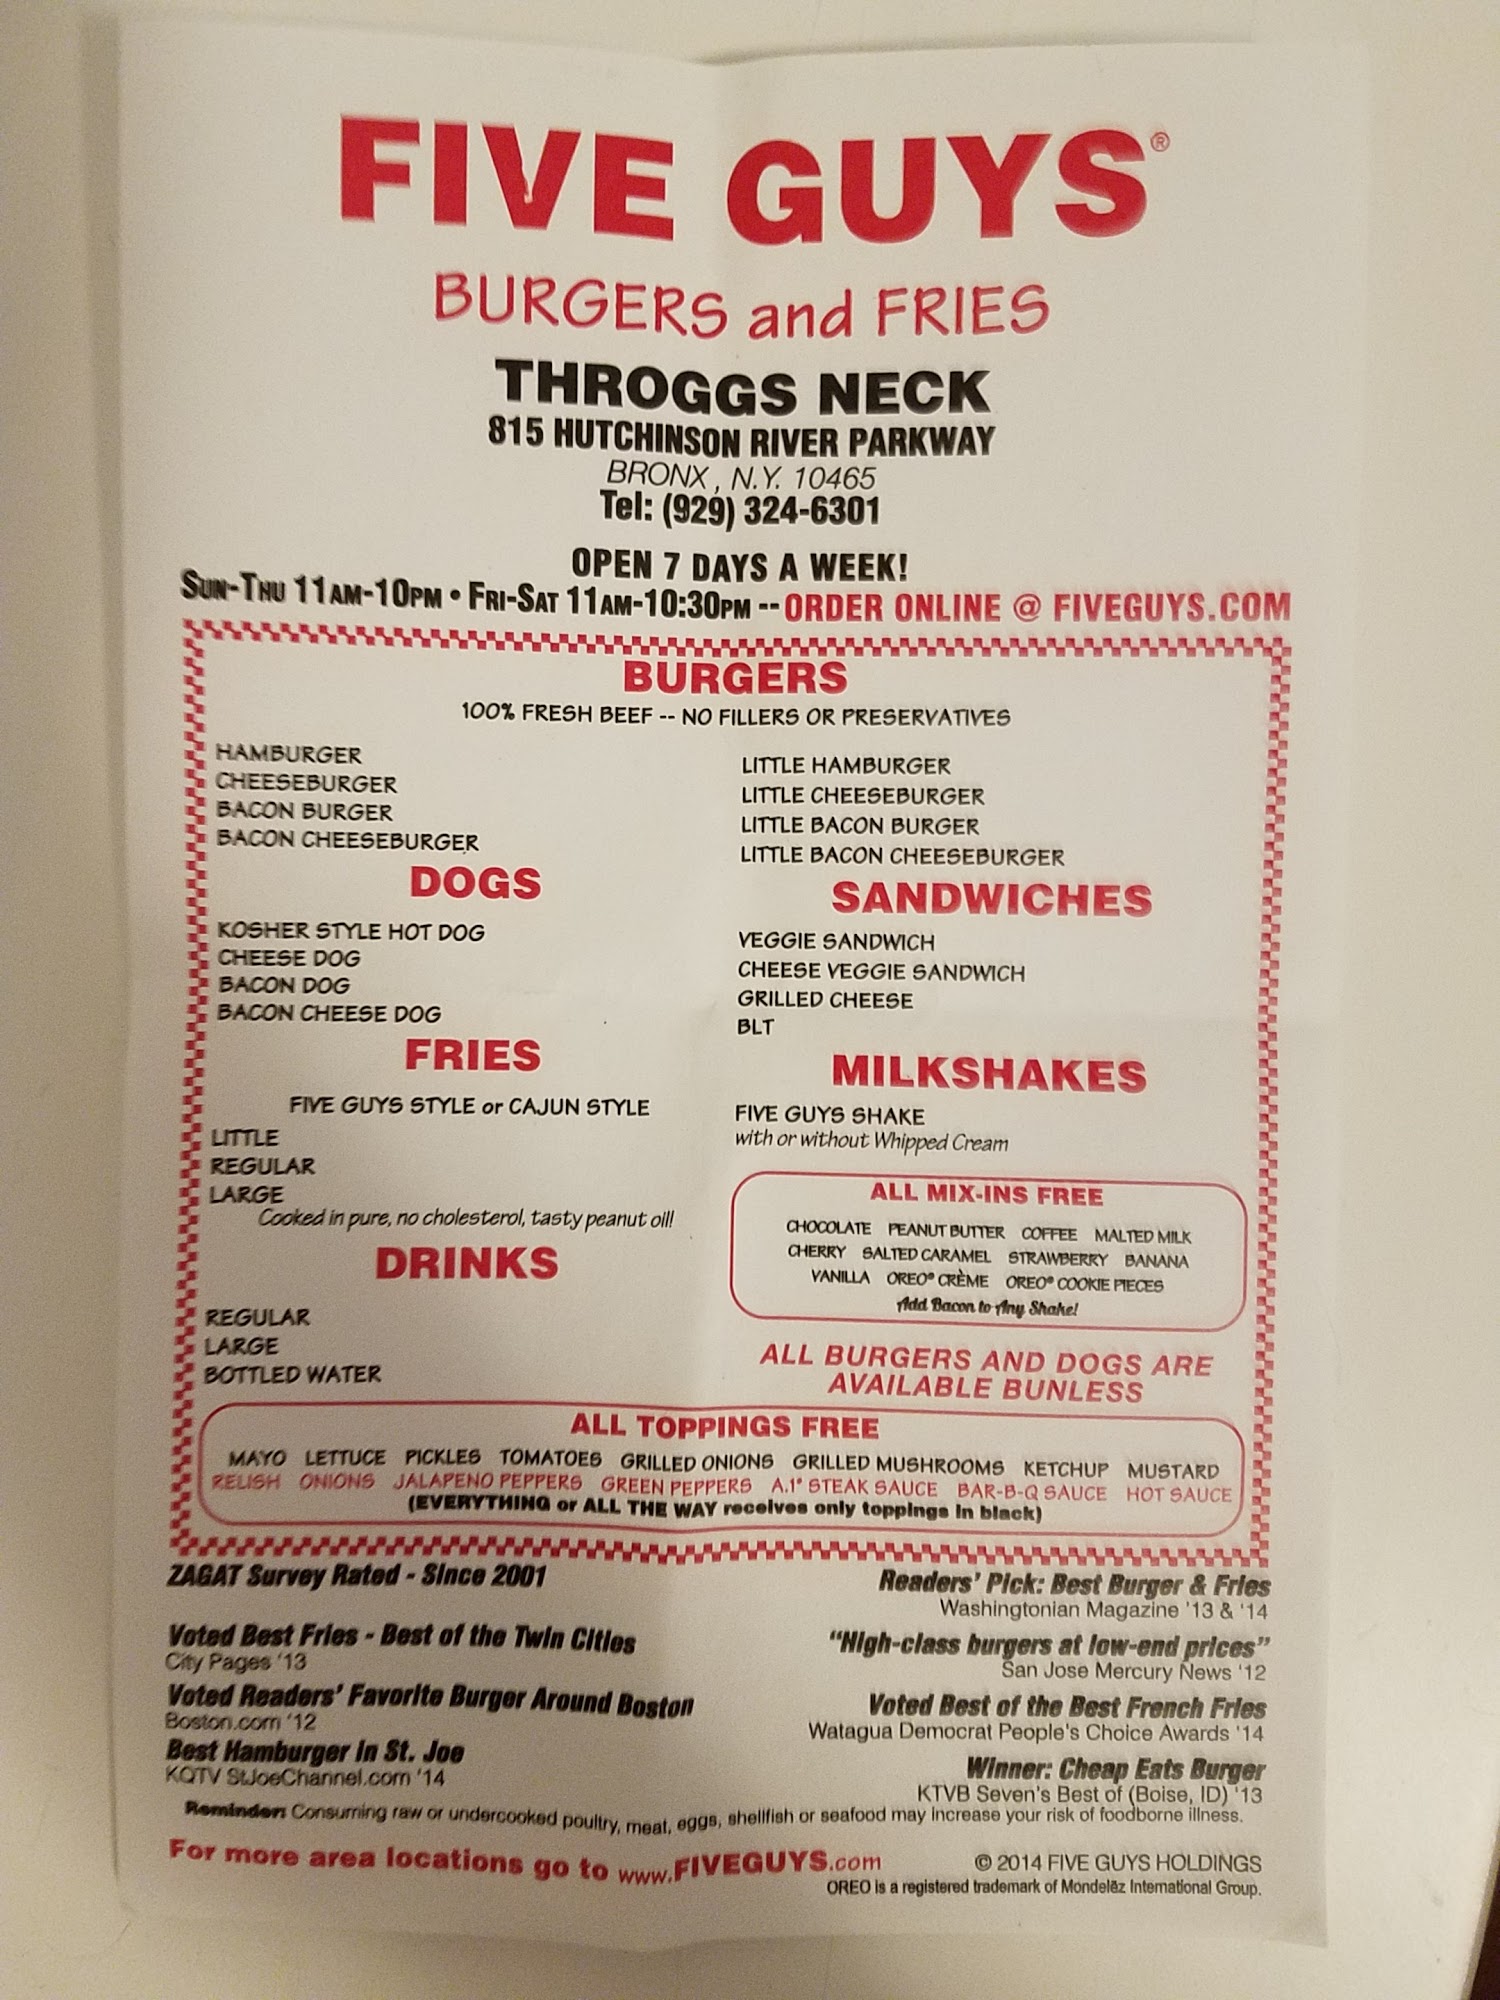 FIVE GUYS®
BURGERS and FRIES
THROGGS NECK
815 HUTCHINSON RIVER PARKWAY
BRONX, N.Y. 10465
Tel: (929) 324-6301
OPEN 7 DAYS A WEEK!
SUN-THU 11AM-10PM • FRI-SAT 11AM-10:30PM -- ORDER ONLINE @ FIVEGUYS.COM
BURGERS
100% FRESH BEEF -- NO FILLERS OR PRESERVATIVES
HAMBURGER
CHEESEBURGER
BACON BURGER
BACON CHEESEBURGER
LITTLE HAMBURGER
LITTLE CHEESEBURGER
LITTLE BACON BURGER
LITTLE BACON CHEESEBURGER
DOGS
KOSHER STYLE HOT DOG
CHEESE DOG
BACON DOG
BACON CHEESE DOG
SANDWICHES
VEGGIE SANDWICH
CHEESE VEGGIE SANDWICH
GRILLED CHEESE
BLT
FRIES
FIVE GUYS STYLE or CAJUN STYLE
LITTLE
REGULAR
LARGE
Cooked in pure, no cholesterol, tasty peanut oil!
MILKSHAKES
FIVE GUYS SHAKE
with or without Whipped Cream
ALL MIX-INS FREE
CHOCOLATE PEANUT BUTTER COFFEE MALTED MILK
CHERRY SALTED CARAMEL STRAWBERRY BANANA
VANILLA OREO® CRÈME OREO® COOKIE PIECES
Add Bacon to Any Shake!
DRINKS
REGULAR
LARGE
BOTTLED WATER
ALL BURGERS AND DOGS ARE
AVAILABLE BUNLESS
ALL TOPPINGS FREE
MAYO LETTUCE PICKLES TOMATOES GRILLED ONIONS GRILLED MUSHROOMS KETCHUP MUSTARD
RELISH ONIONS JALAPENO PEPPERS GREEN PEPPERS A.1® STEAK SAUCE BAR-B-Q SAUCE HOT SAUCE
(EVERYTHING or ALL THE WAY receives only toppings in black)
ZAGAT Survey Rated - Since 2001
Voted Best Fries - Best of the Twin Cities
City Pages '13
Voted Readers' Favorite Burger Around Boston
Boston.com '12
Best Hamburger in St. Joe
KQTV StJoeChannel.com '14
Readers' Pick: Best Burger & Fries
Washingtonian Magazine '13 & '14
"High-class burgers at low-end prices"
San Jose Mercury News '12
Voted Best of the Best French Fries
Watagua Democrat People's Choice Awards '14
Winner: Cheap Eats Burger
KTVB Seven's Best of (Boise, ID) '13
Reminder: Consuming raw or undercooked poultry, meat, eggs, shellfish or seafood may increase your risk of foodborne illness.
For more area locations go to www.FIVEGUYS.com
© 2014 FIVE GUYS HOLDINGS
OREO is a registered trademark of Mondelēz International Group.